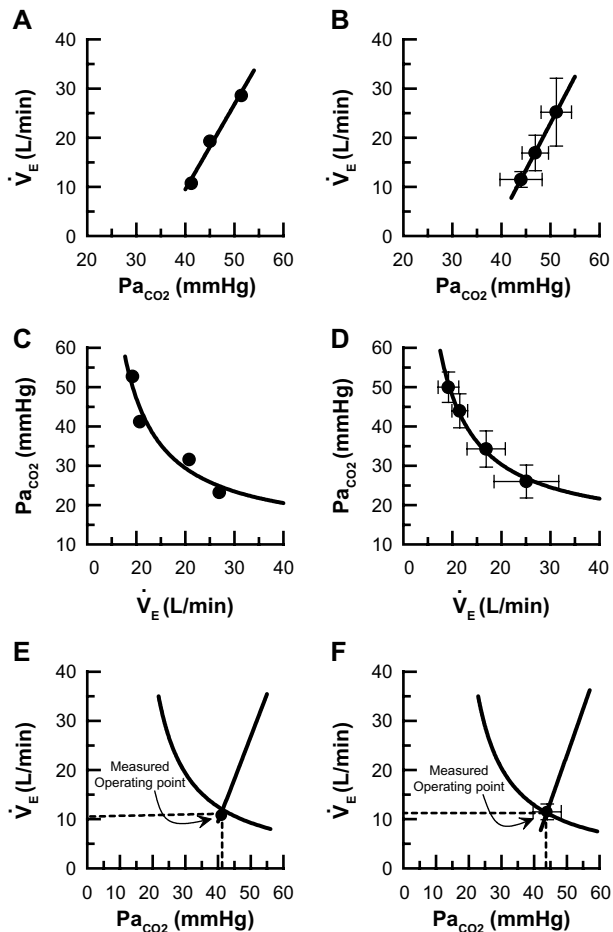 A
B
40
30
20
10
0
V̇E (L/min)
20 30 40 50 60
PaCO2 (mmHg)
40
30
20
10
0
V̇E (L/min)
20 30 40 50 60
PaCO2 (mmHg)
C
D
60
50
40
30
20
10
PaCO2 (mmHg)
0 10 20 30 40
V̇E (L/min)
60
50
40
30
20
10
PaCO2 (mmHg)
0 10 20 30 40
V̇E (L/min)
E
F
40
30
20
10
0
V̇E (L/min)
Measured
Operating point
0 10 20 30 40 50 60
PaCO2 (mmHg)
40
30
20
10
0
V̇E (L/min)
Measured
Operating point
0 10 20 30 40 50 60
PaCO2 (mmHg)